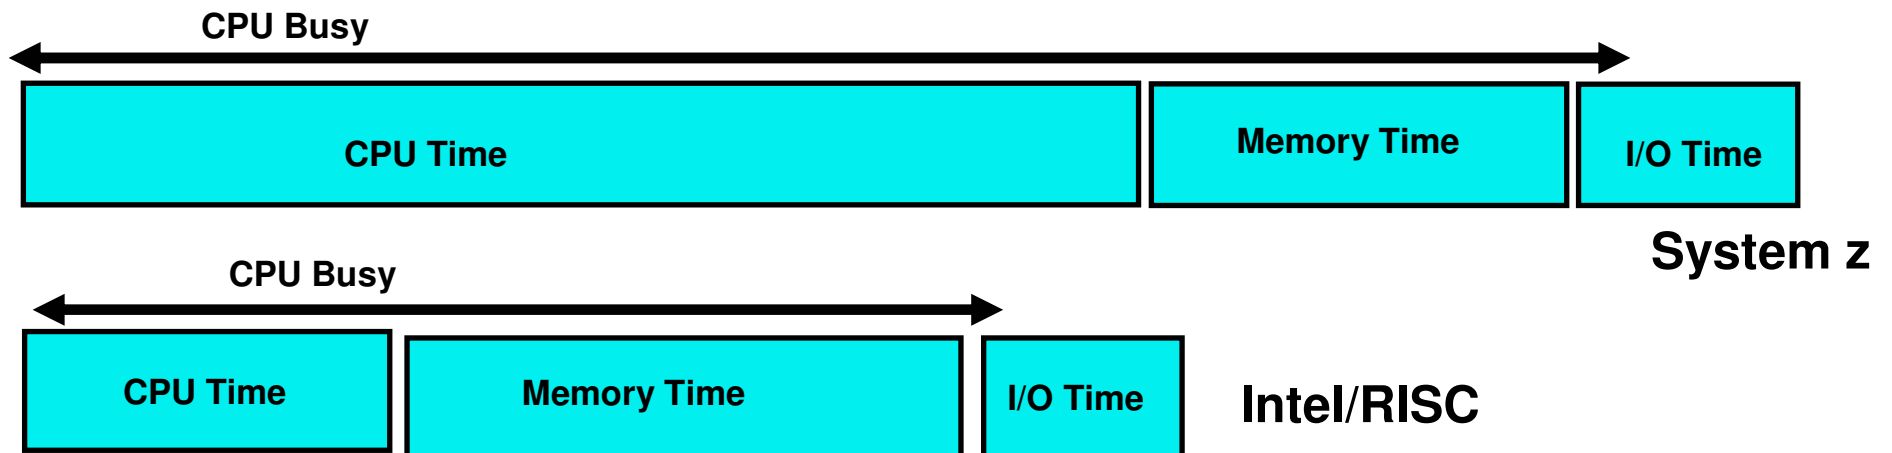 CPU Busy
CPU Time
Memory Time
I/O Time
System z
CPU Busy
CPU Time
Memory Time
I/O Time
Intel/RISC